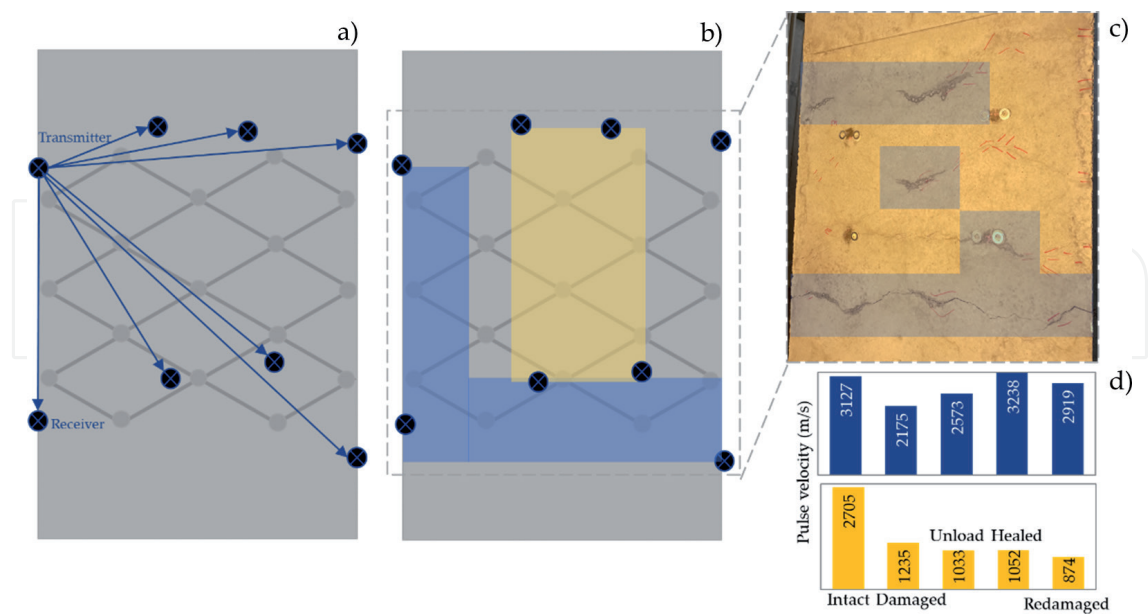 a)
Transmitter
Receiver
b)
c)
d)
Pulse velocity (m/s)
3127
2175
2573
3238
2919
2705
1235
1033
1052
874
Unload Healed
Intact Damaged
Redamaged